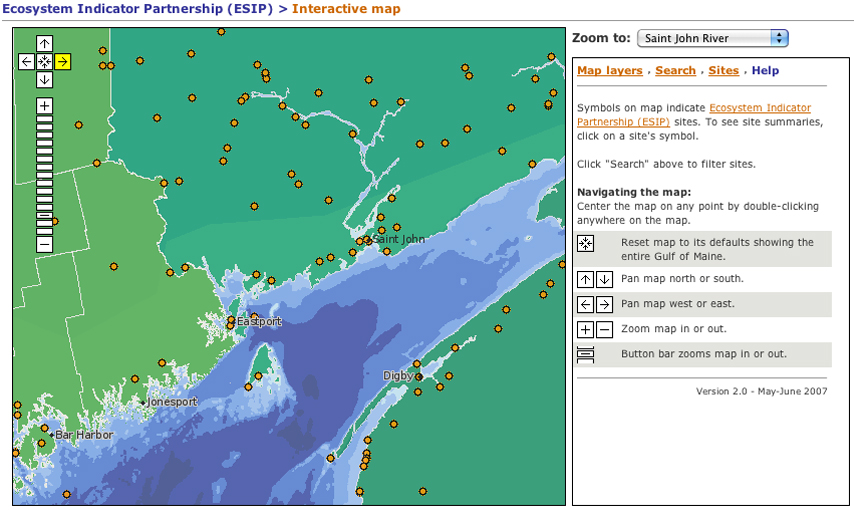 Ecosystem Indicator Partnership (ESIP) > Interactive map
Zoom to: Saint John River
Map layers . Search . Sites . Help
Symbols on map indicate Ecosystem Indicator
Partnership (ESIP) sites. To see site summaries,
click on a site's symbol.
Click "Search" above to filter sites.
Navigating the map:
Center the map on any point by double-clicking
anywhere on the map.
Reset map to its defaults showing the
entire Gulf of Maine.
Pan map north or south.
Pan map west or east.
Zoom map in or out.
Button bar zooms map in or out.
Version 2.0 - May-June 2007
Saint John
Eastport
Digby
Jonesport
Bar Harbor